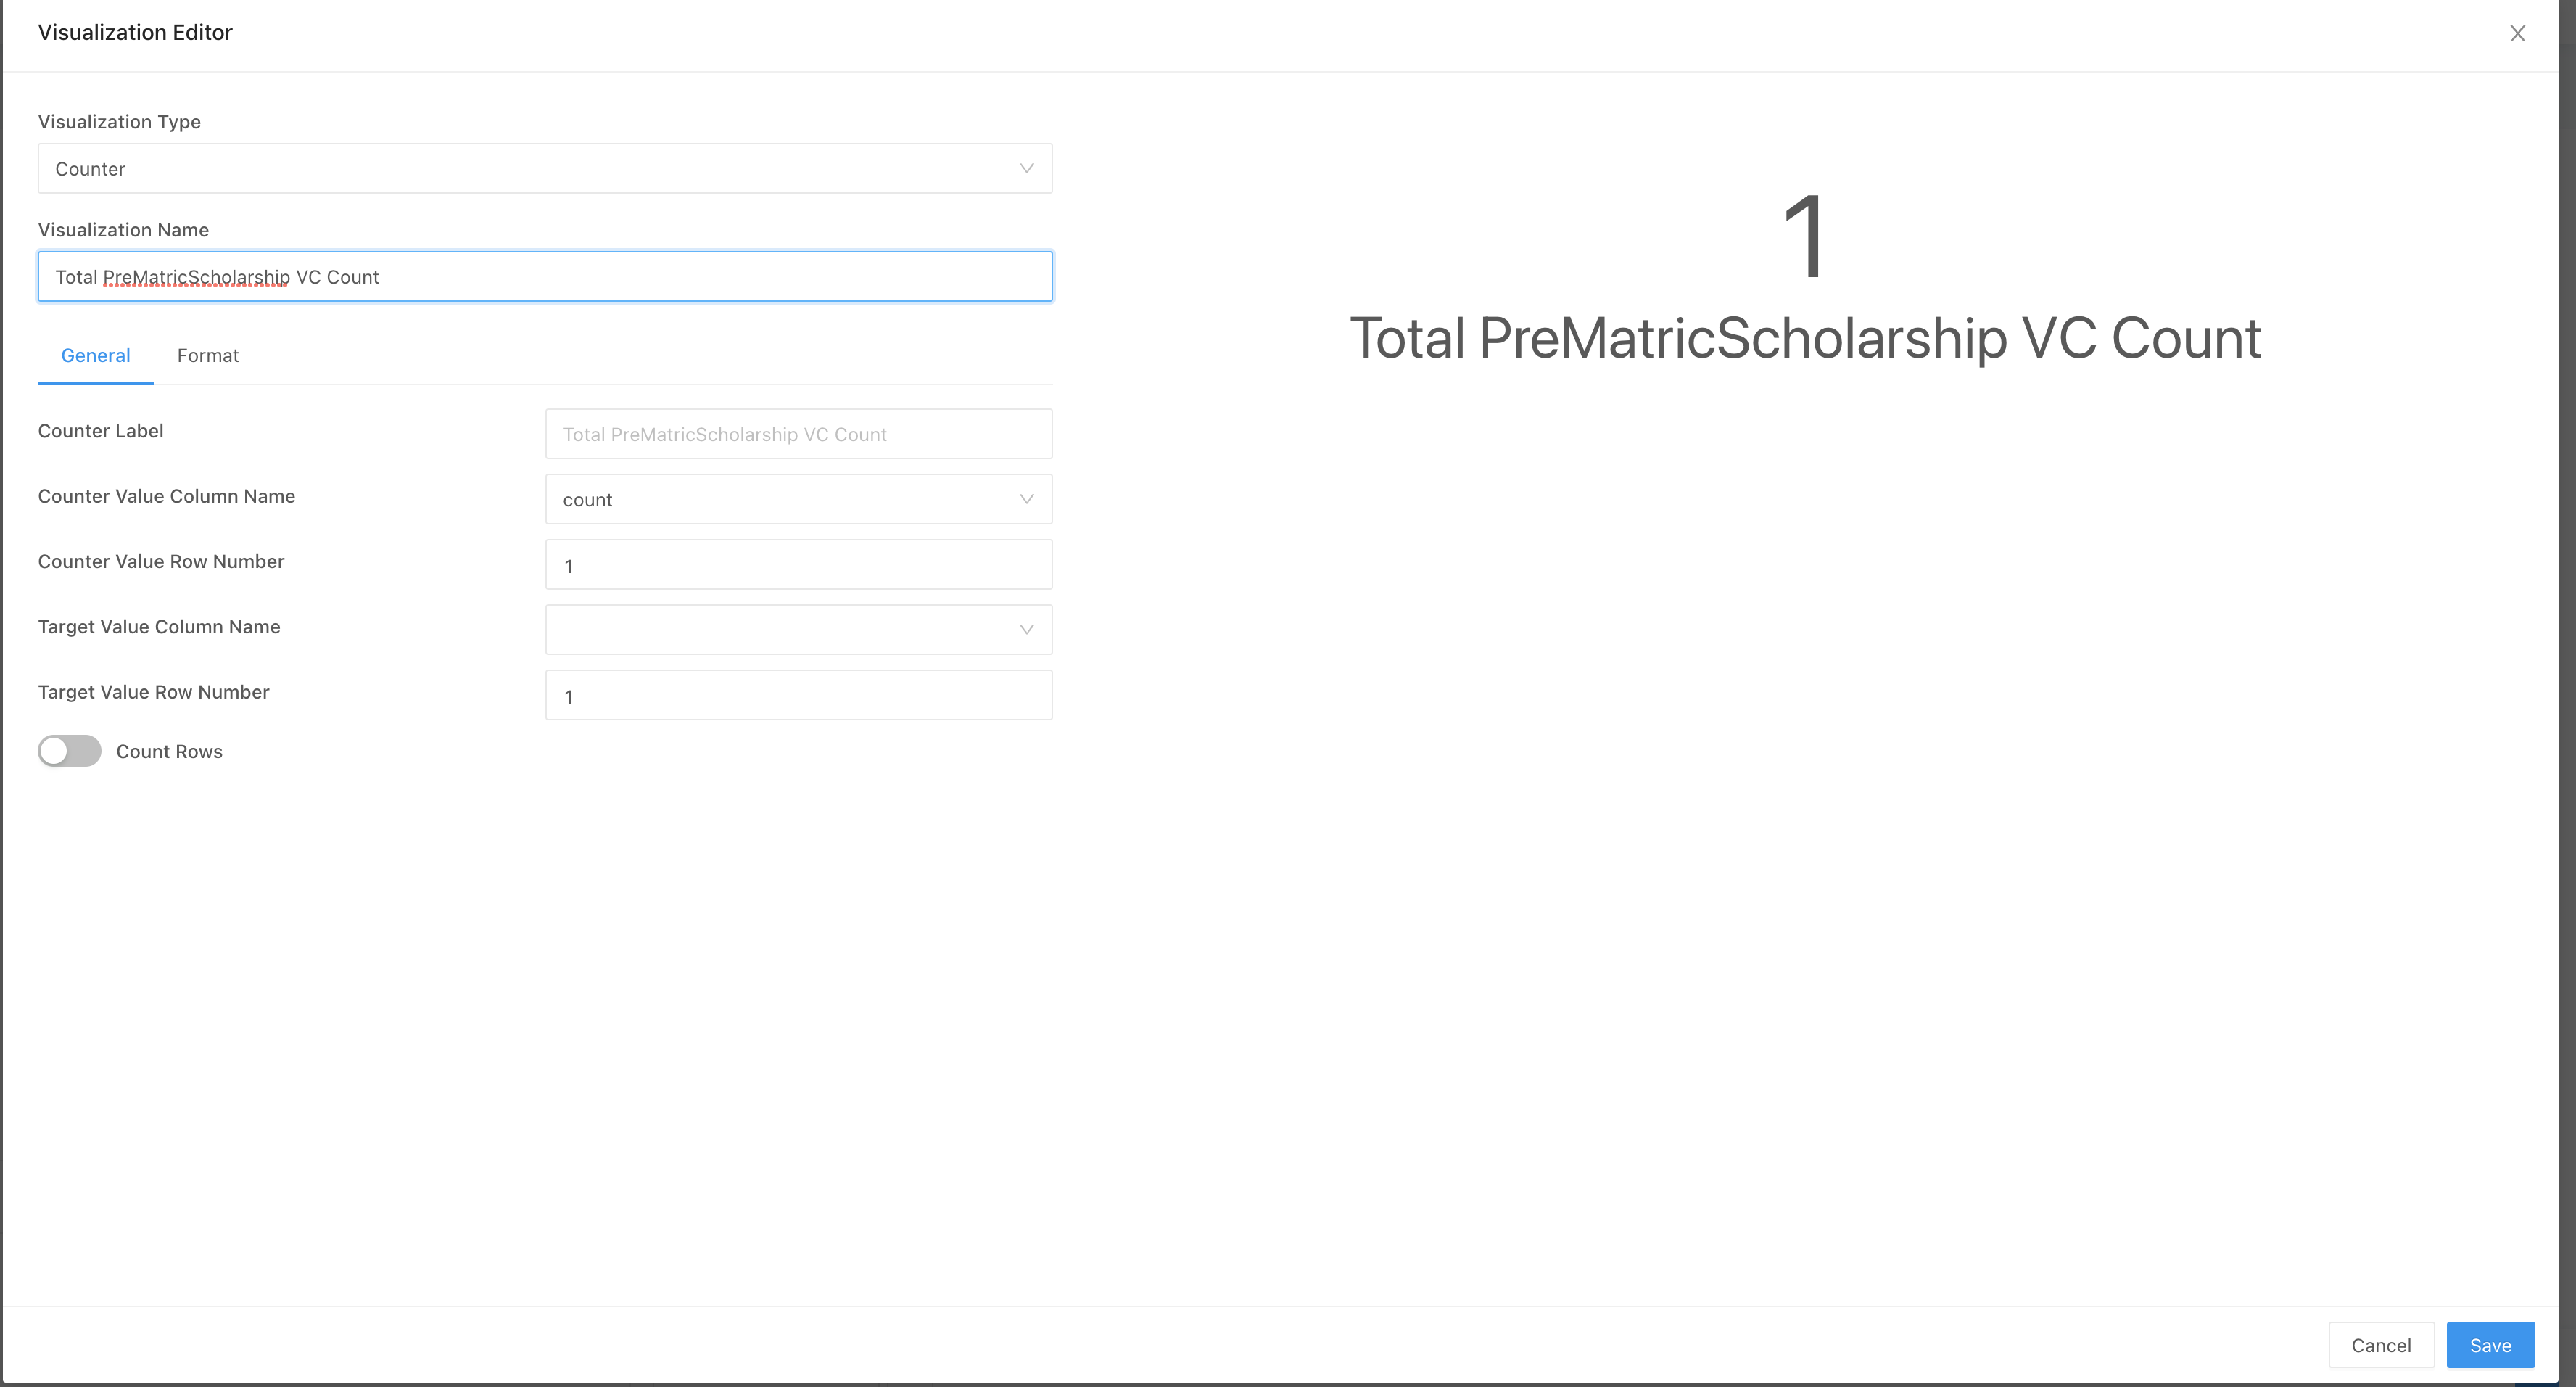 Visualization Editor
Visualization Type
Counter
Visualization Name
Total PreMatricScholarship VC Count
General Format
Counter Label Total PreMatricScholarship VC Count
Counter Value Column Name count
Counter Value Row Number 1
Target Value Column Name
Target Value Row Number 1
Count Rows
1
Total PreMatricScholarship VC Count
Cancel Save